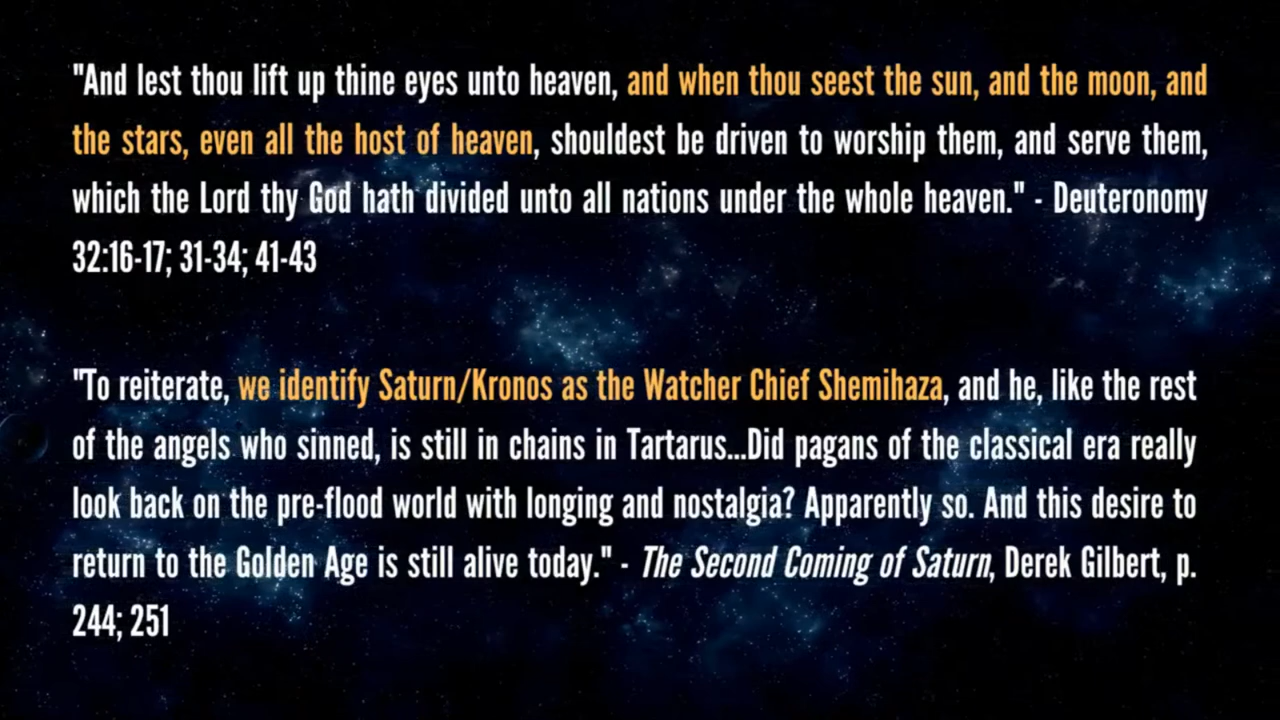 "And lest thou lift up thine eyes unto heaven, and when thou seest the sun, and the moon, and
the stars, even all the host of heaven, shouldest be driven to worship them, and serve them,
which the Lord thy God hath divided unto all nations under the whole heaven." - Deuteronomy
32:16-17; 31-34; 41-43
"To reiterate, we identify Saturn/Kronos as the Watcher Chief Shemihaza, and he, like the rest
of the angels who sinned, is still in chains in Tartarus...Did pagans of the classical era really
look back on the pre-flood world with longing and nostalgia? Apparently so. And this desire to
return to the Golden Age is still alive today." - The Second Coming of Saturn, Derek Gilbert, p.
244; 251